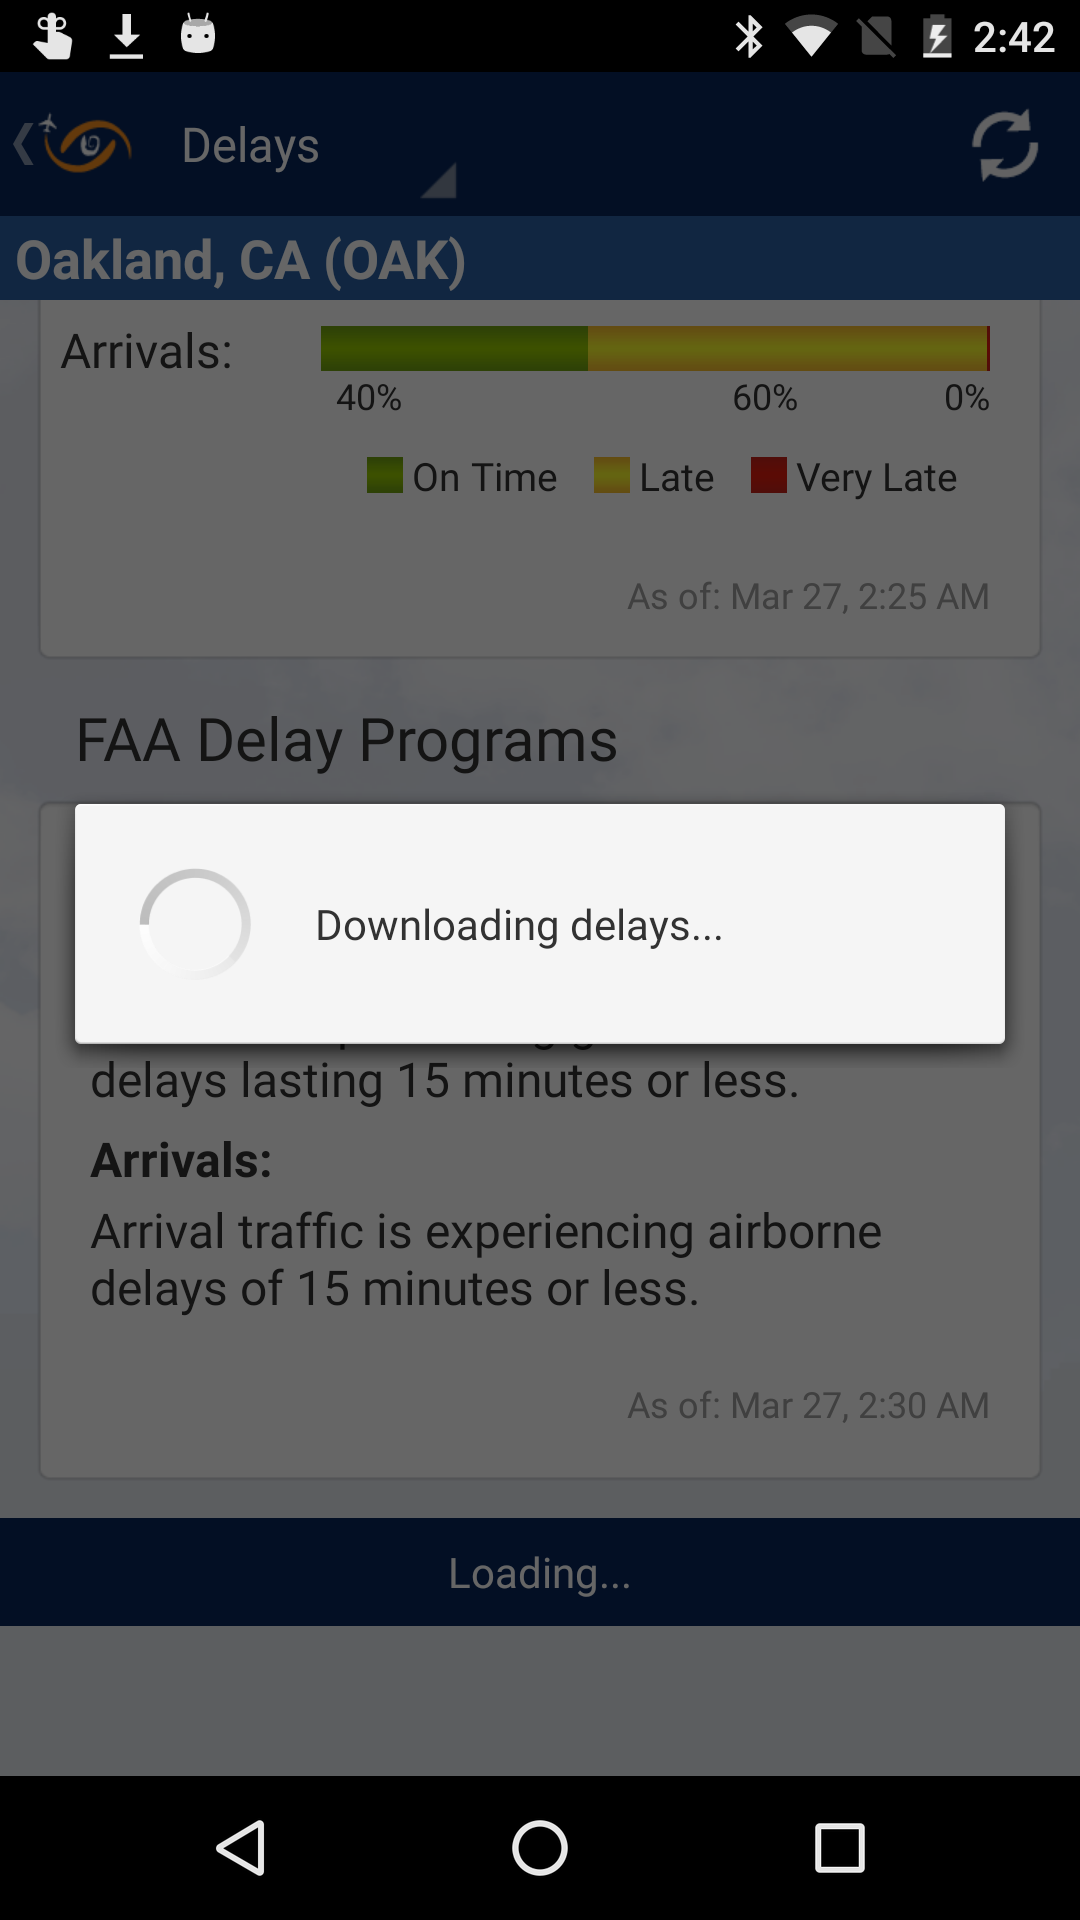 2:42
Delays
Oakland, CA (OAK)
Arrivals:
40% 60% 0%
On Time Late Very Late
As of: Mar 27, 2:25 AM
FAA Delay Programs
Downloading delays...
delays lasting 15 minutes or less.
Arrivals:
Arrival traffic is experiencing airborne
delays of 15 minutes or less.
As of: Mar 27, 2:30 AM
Loading...